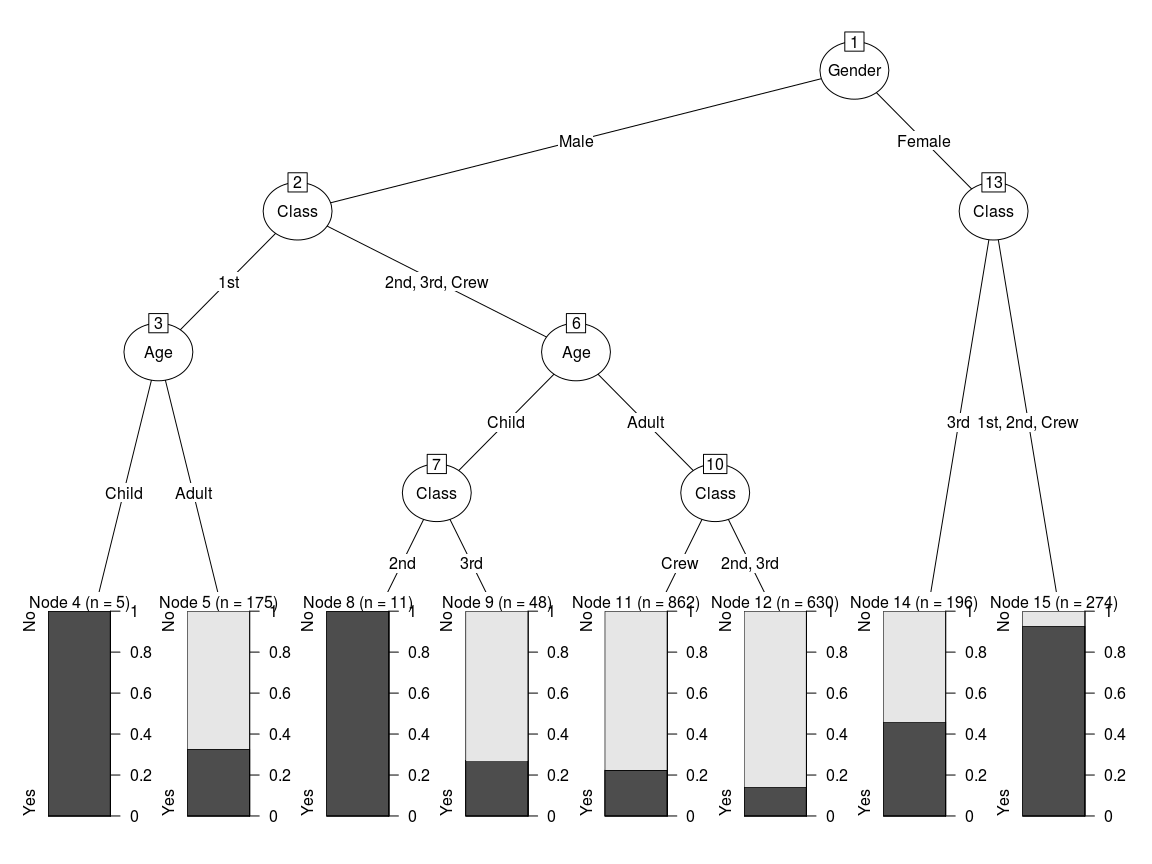 1
Gender
Male
Female
2
Class
13
Class
1st
2nd, 3rd, Crew
3
Age
6
Age
Child
Adult
3rd
1st, 2nd, Crew
7
Class
10
Class
Child
Adult
2nd
3rd
Crew
2nd, 3rd
Node 4 (n = 5)
No
Yes
1
0.8
0.6
0.4
0.2
0
Node 5 (n = 175)
No
Yes
1
0.8
0.6
0.4
0.2
0
Node 8 (n = 11)
No
Yes
1
0.8
0.6
0.4
0.2
0
Node 9 (n = 48)
No
Yes
1
0.8
0.6
0.4
0.2
0
Node 11 (n = 862)
No
Yes
1
0.8
0.6
0.4
0.2
0
Node 12 (n = 630)
No
Yes
1
0.8
0.6
0.4
0.2
0
Node 14 (n = 196)
No
Yes
1
0.8
0.6
0.4
0.2
0
Node 15 (n = 274)
No
Yes
1
0.8
0.6
0.4
0.2
0